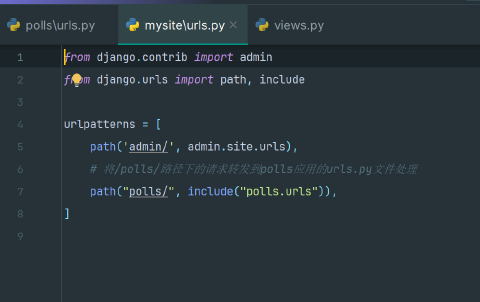 polls\urls.py mysite\urls.py views.py
1 from django.contrib import admin
2 from django.urls import path, include
3
4 urlpatterns = [
5     path('admin/', admin.site.urls),
6     # 将/polls/路径下的请求转发到polls应用的urls.py文件处理
7     path("polls/", include("polls.urls")),
8 ]
9